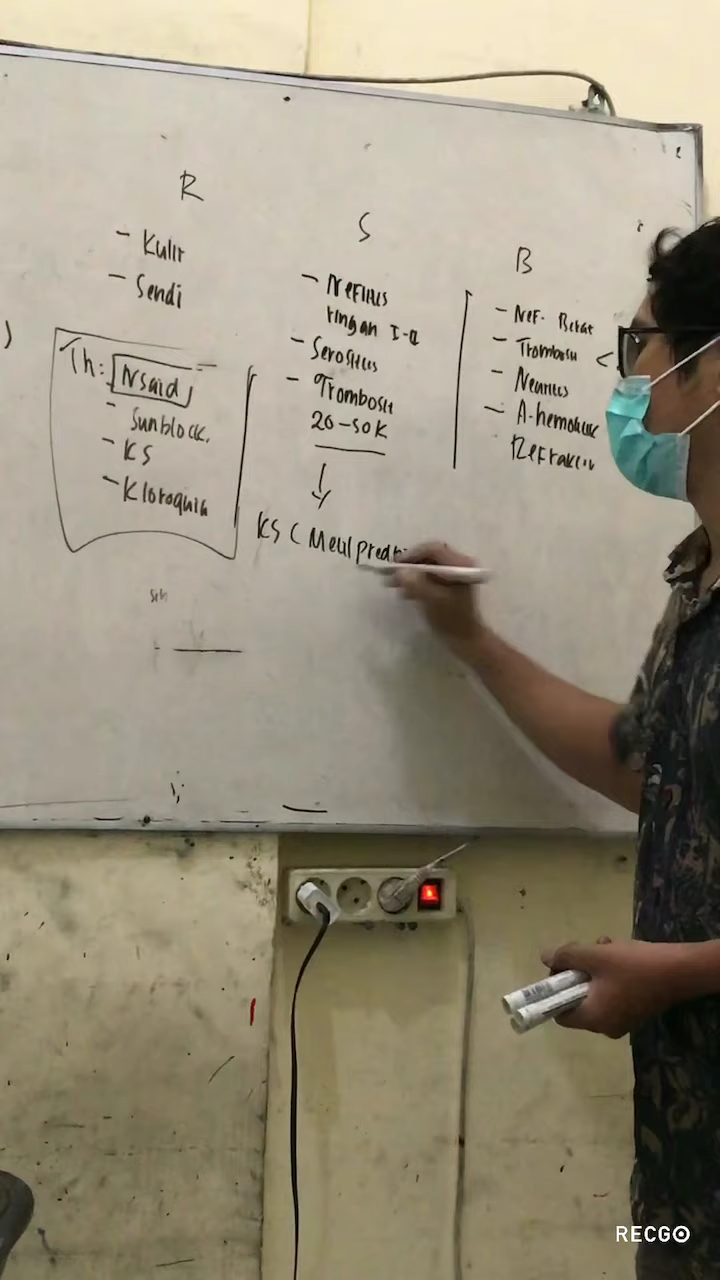 R
- Kulit
- Sendi
Th: Nsaid
- Sunblock.
- KS
- Kloroquin
S
- Nefritis
ringan I-II
- Serositis
- Trombosit
20-50K
KS ( Metilpredn
B
- Nef. Berat
- Trombosit <
- Neuritis
- A-hemolitik
Refrakter
RECGO